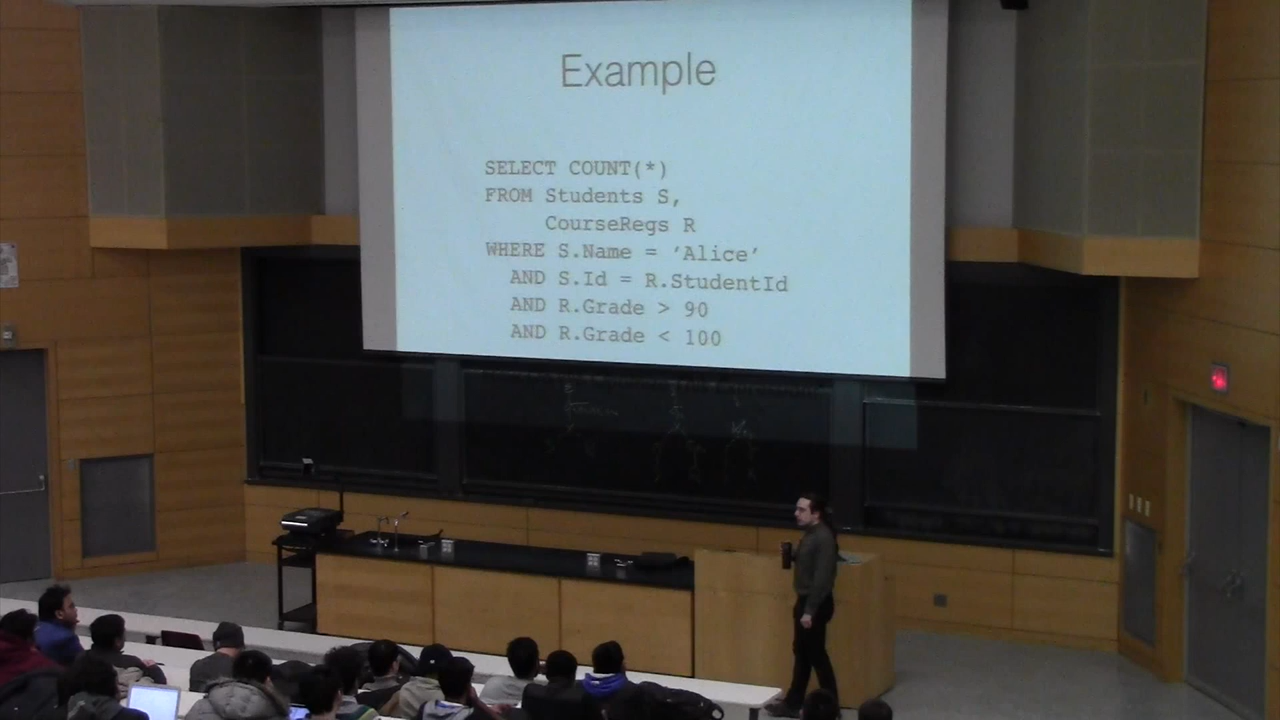 Example
SELECT COUNT(*)
FROM Students S,
CourseRegs R
WHERE S.Name = ’Alice’
AND S.Id = R.StudentId
AND R.Grade > 90
AND R.Grade < 100